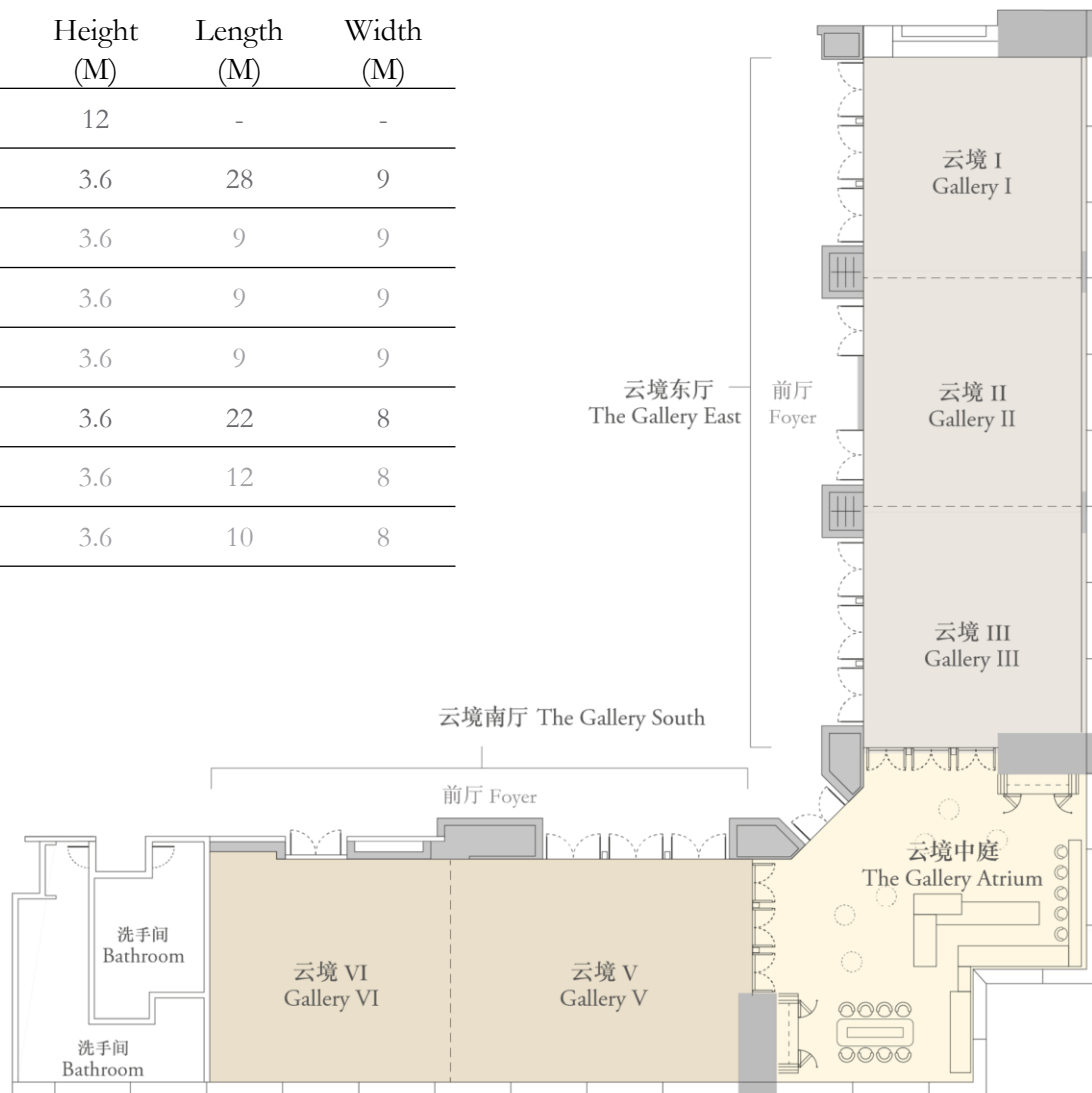 Height Length Width
(M) (M) (M)
12 - -
3.6 28 9
3.6 9 9
3.6 9 9
3.6 9 9
3.6 22 8
3.6 12 8
3.6 10 8
云境 I
Gallery I
云境东厅
The Gallery East
前厅
Foyer
云境 II
Gallery II
云境 III
Gallery III
云境南厅 The Gallery South
前厅 Foyer
云境中庭
The Gallery Atrium
洗手间
Bathroom
云境 VI
Gallery VI
云境 V
Gallery V
洗手间
Bathroom